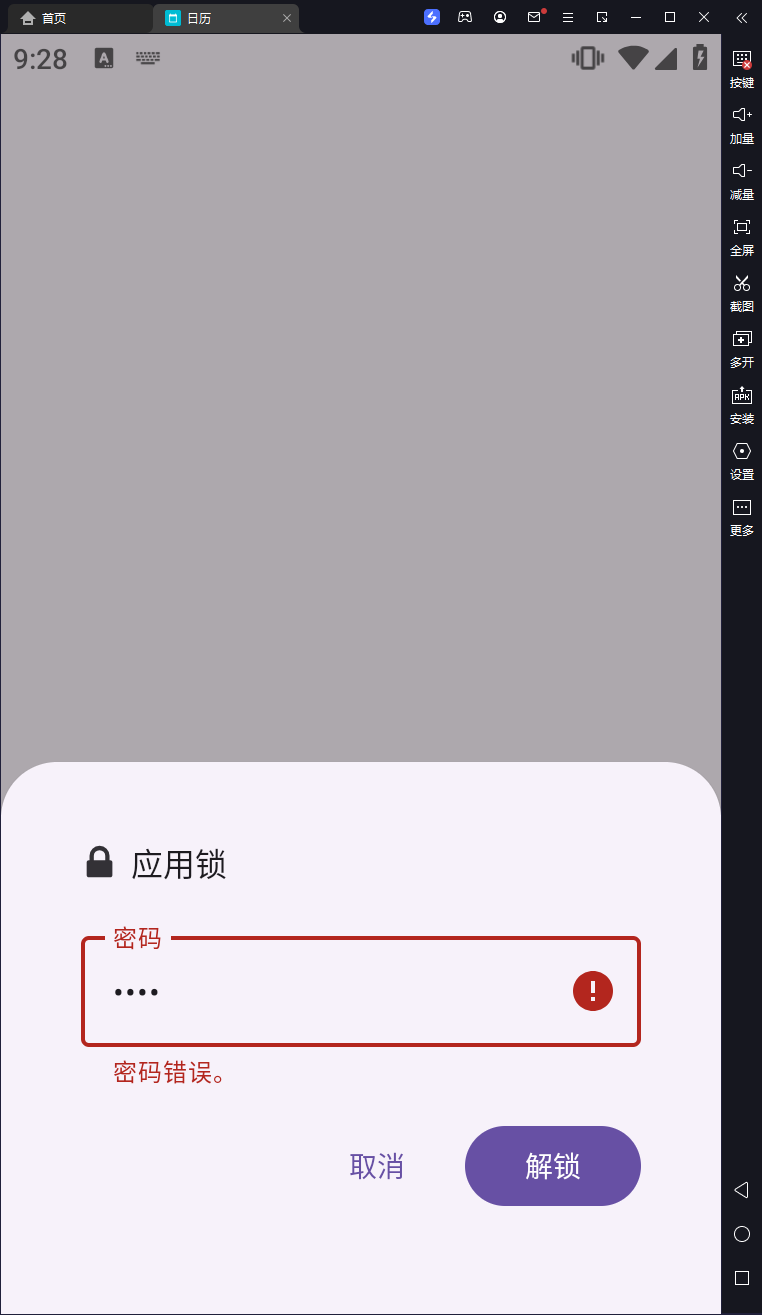 首页
日历
9:28
按键
加量
减量
全屏
截图
多开
APK
安装
设置
更多
应用锁
密码
••••
密码错误。
取消
解锁